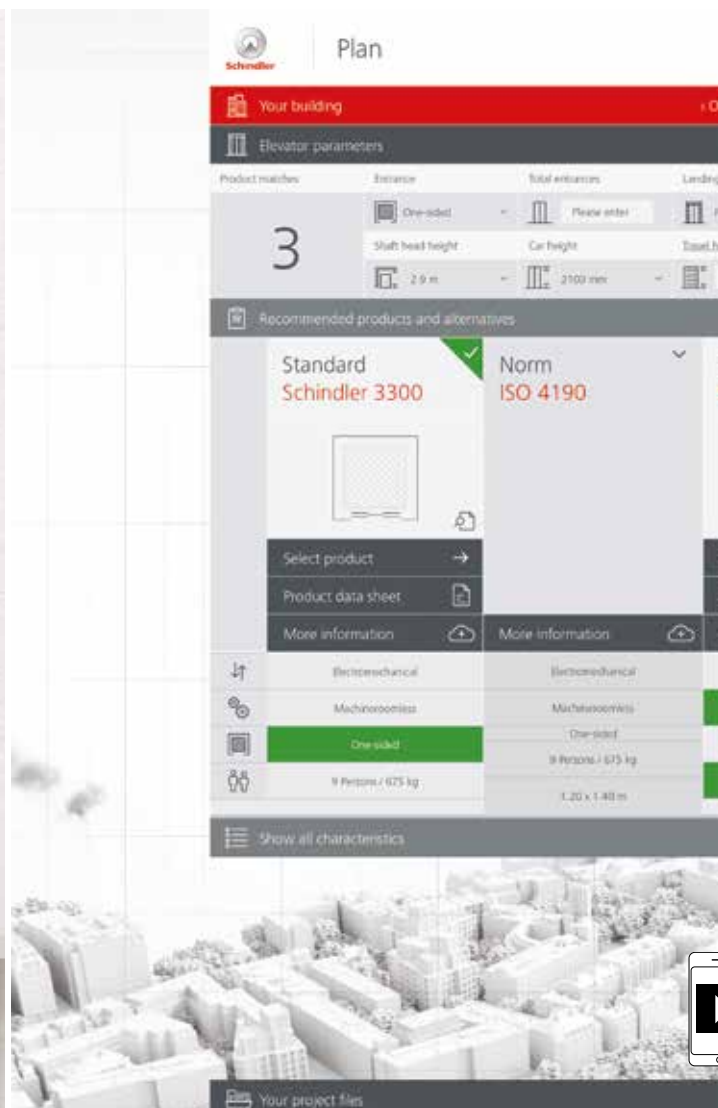 Schindler
Plan
Your building
Elevator parameters
Product matches
Entrance
Total entrances
Landing
3
One-sided
Please enter
Shaft head height
Car height
2.9 m
2100 mm
Recommended products and alternatives
Standard
Schindler 3300
Norm
ISO 4190
Select product
Product data sheet
More information
More information
Electromechanical
Electromechanical
Machineroomless
Machineroomless
One-sided
One-sided
9 Persons / 675 kg
9 Persons / 675 kg
1.20 x 1.40 m
Show all characteristics
Your project files